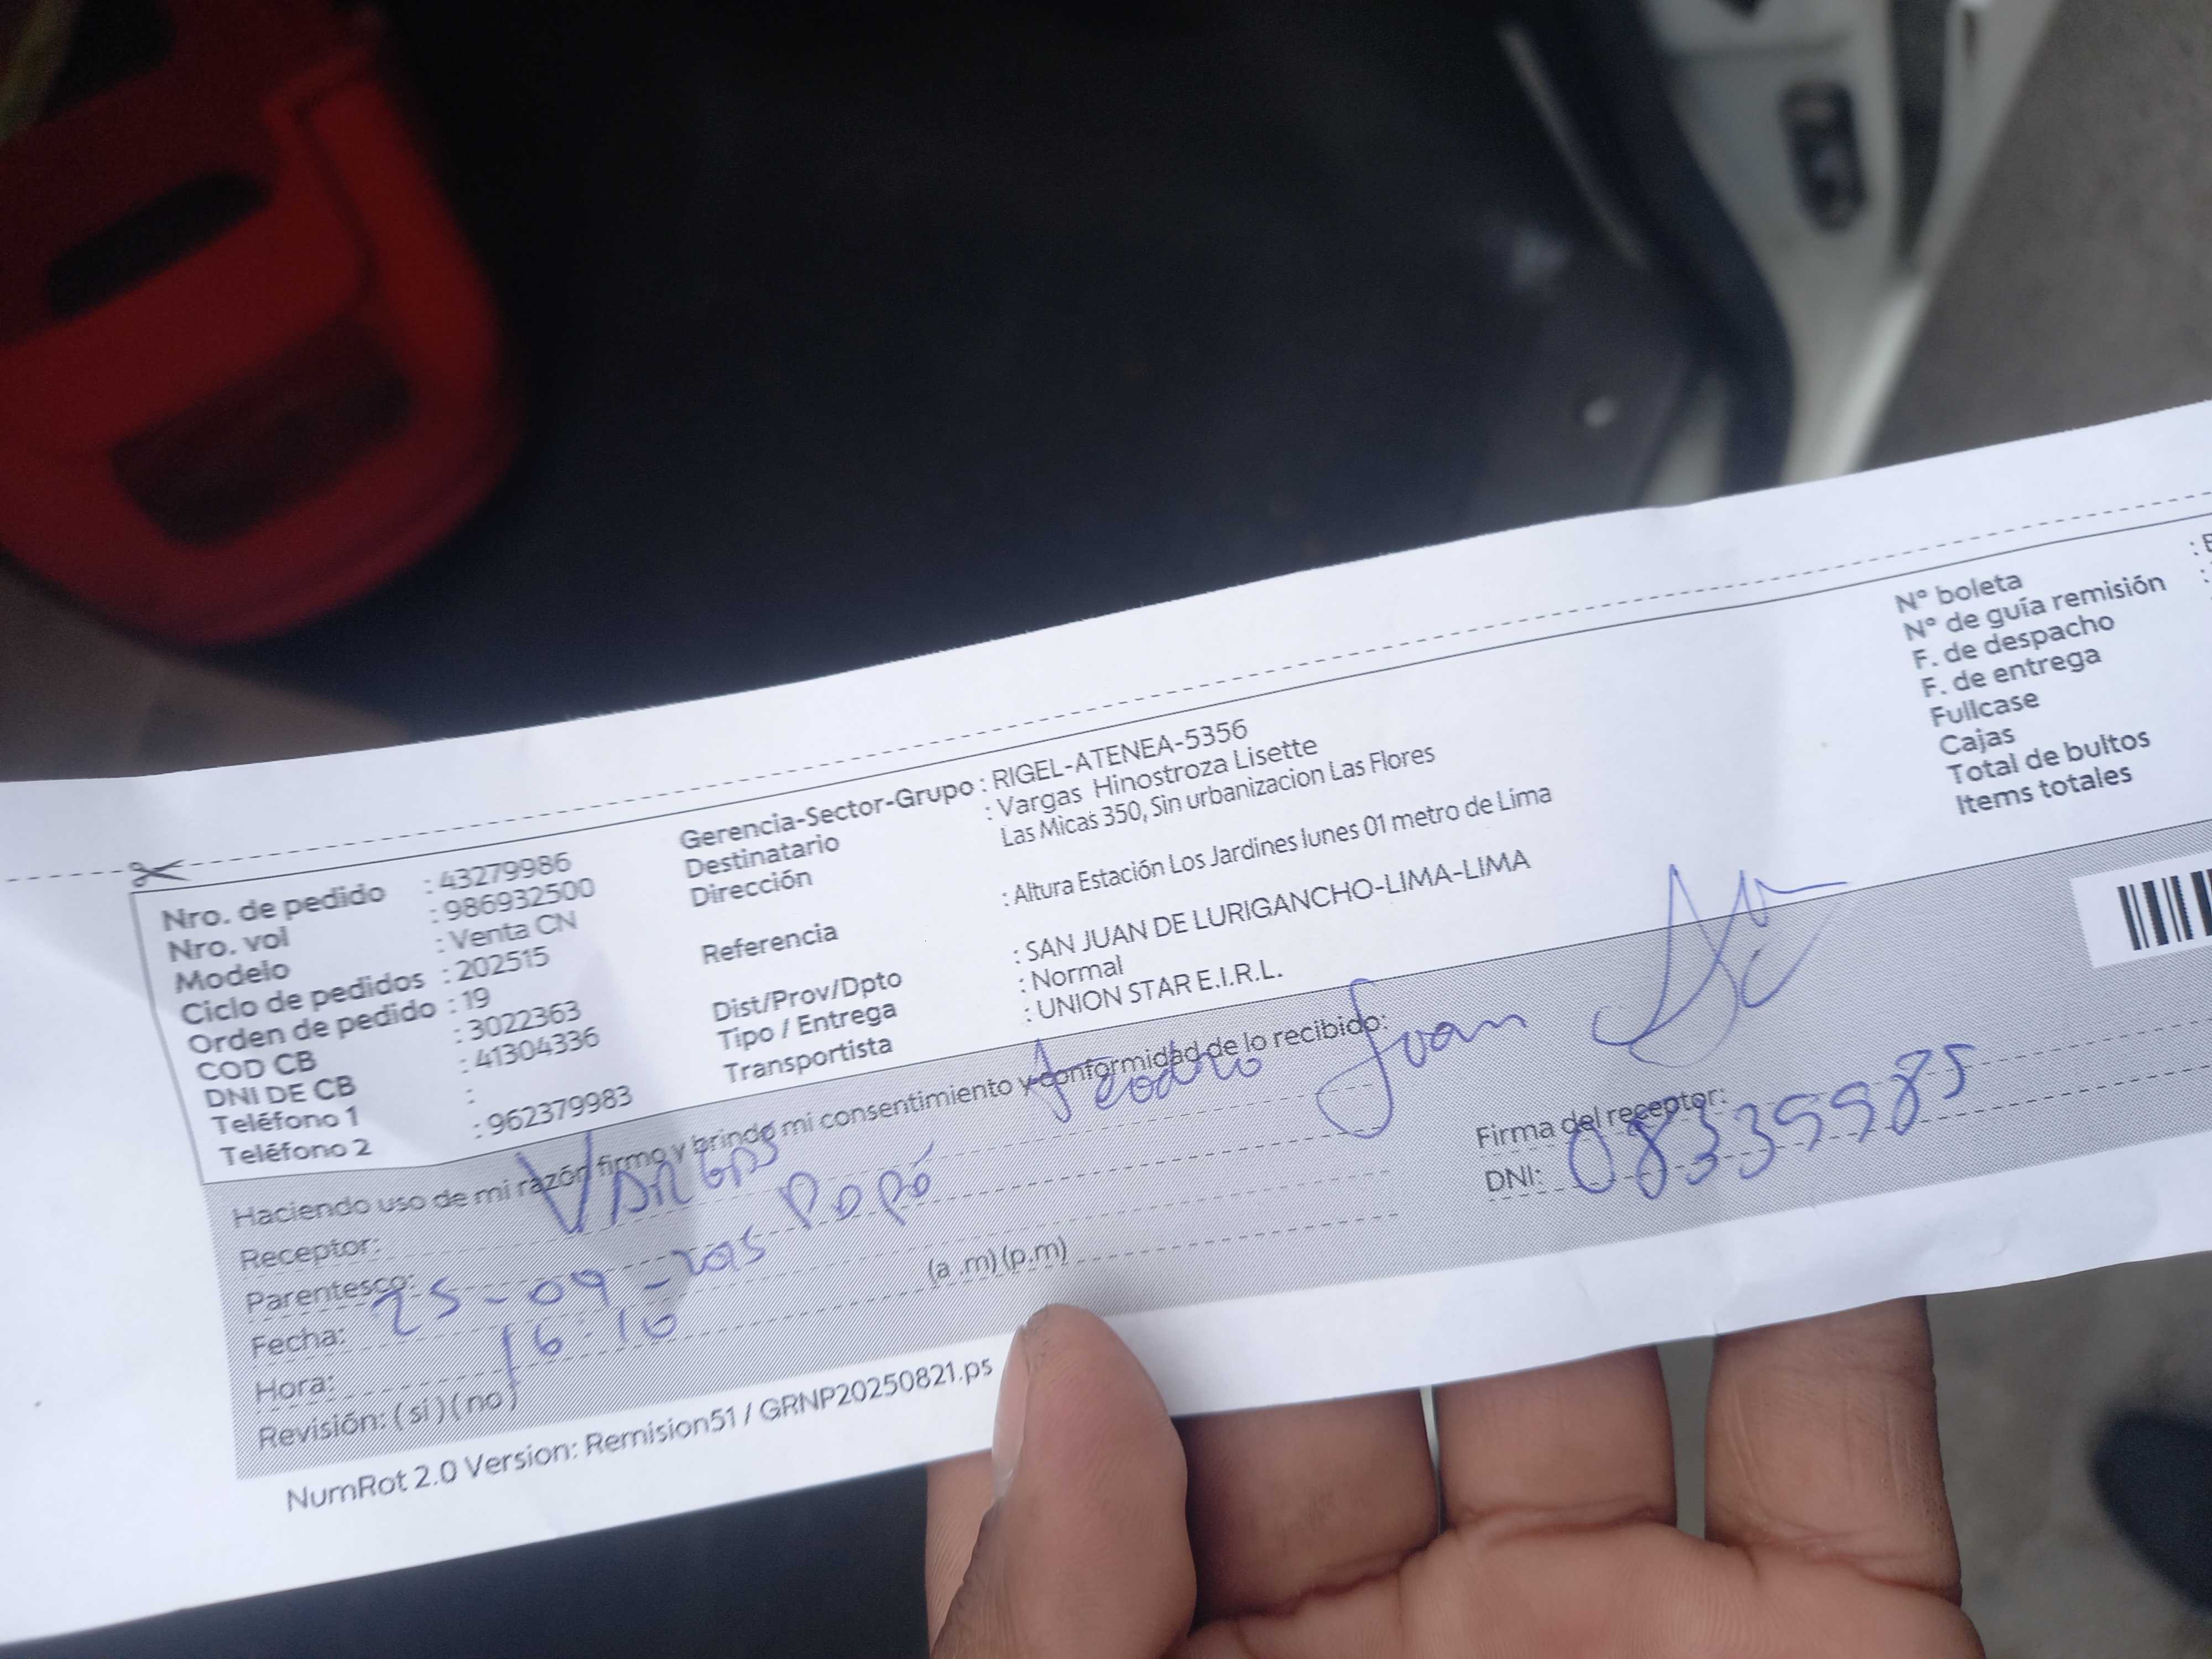 Nro. de pedido : 43279986
Nro. vol : 986932500
Modelo : Venta CN
Ciclo de pedidos : 202515
Orden de pedido : 19
COD CB : 3022363
DNI DE CB : 41304336
Teléfono 1 :
Teléfono 2 : 962379983
Gerencia-Sector-Grupo : RIGEL-ATENEA-5356
Destinatario : Vargas Hinostroza Lisette
Dirección Las Micas 350, Sin urbanizacion Las Flores
Referencia : Altura Estación Los Jardines lunes 01 metro de Lima
Dist/Prov/Dpto : SAN JUAN DE LURIGANCHO-LIMA-LIMA
Tipo / Entrega : Normal
Transportista : UNION STAR E.I.R.L.
N° boleta
N° de guía remisión
F. de despacho
F. de entrega
Fullcase
Cajas
Total de bultos
Items totales
Haciendo uso de mi razón firmo y brindo mi consentimiento y conformidad de lo recibido:
Receptor: Vargas Juan
Parentesco: Papá
Fecha: 25-09-
Hora: 16:10 (a .m) (p.m)
Revisión: ( si ) ( no )
Firma del receptor:
DNI:
NumRot 2.0 Version: Remision51 / GRNP20250821.ps